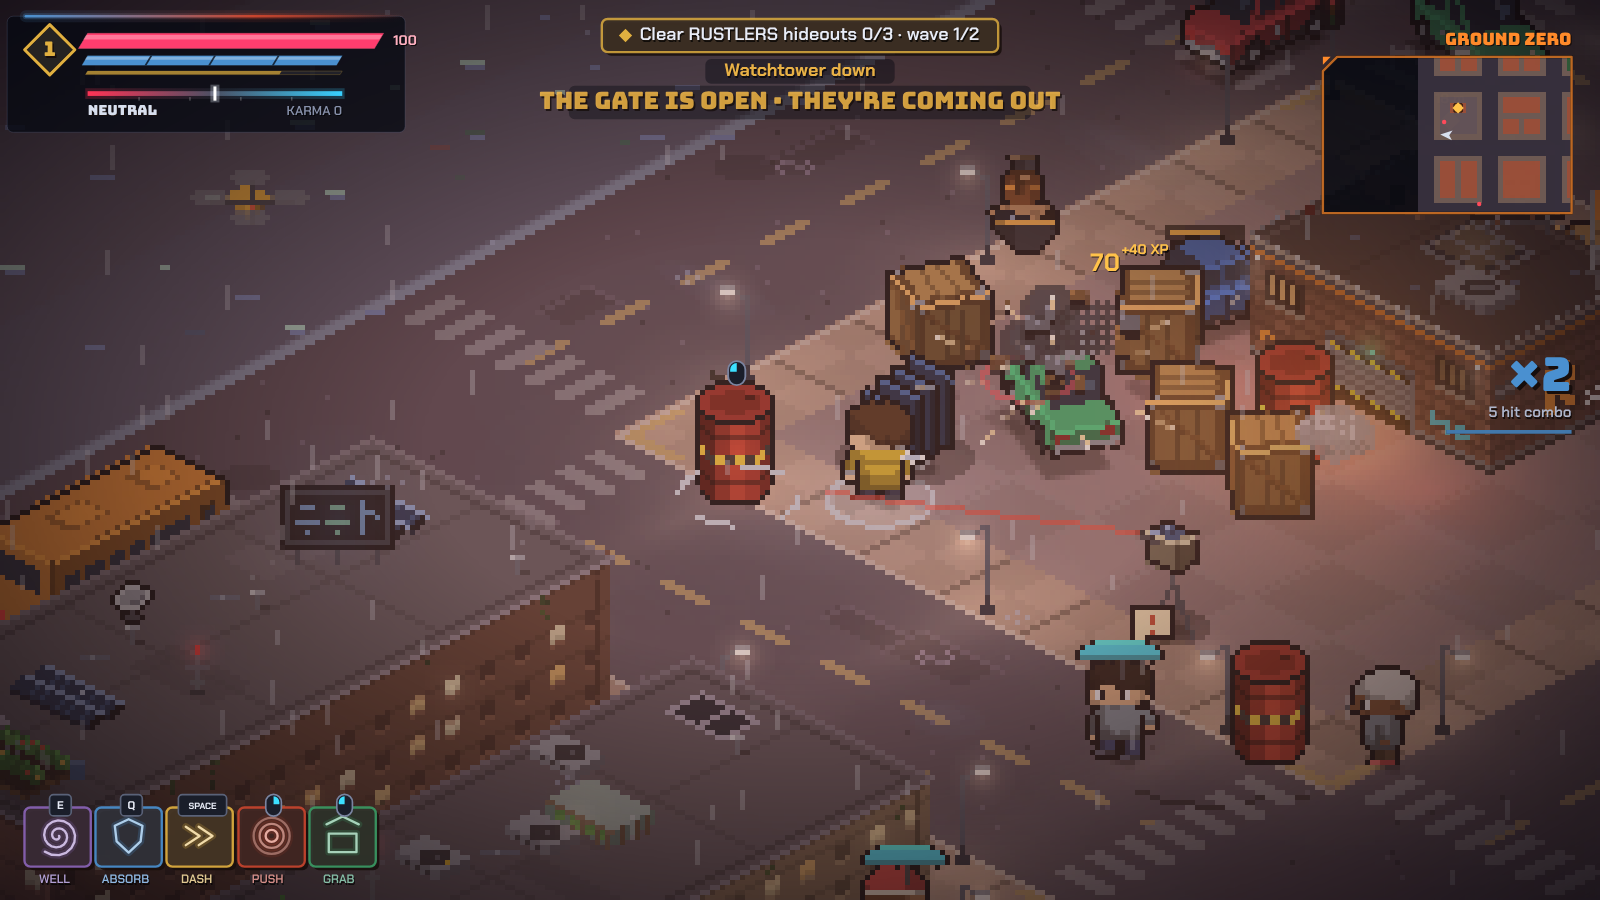 1
100
NEUTRAL
KARMA 0
◆ Clear RUSTLERS hideouts 0/3 · wave 1/2
Watchtower down
THE GATE IS OPEN · THEY'RE COMING OUT
GROUND ZERO
70
+40 XP
×2
5 hit combo
E
Q
SPACE
WELL
ABSORB
DASH
PUSH
GRAB